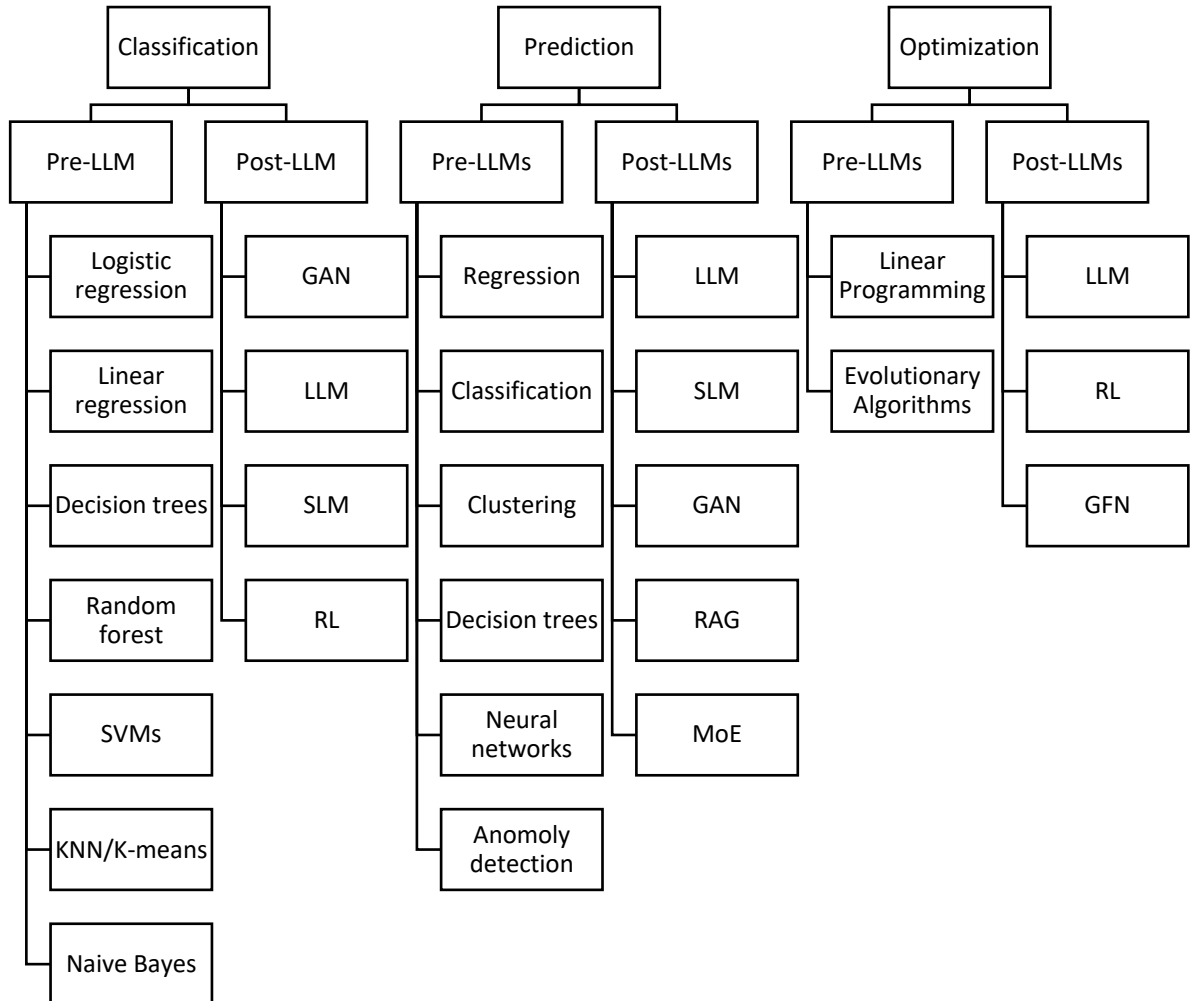 Classification
Pre-LLM
Logistic
regression
Linear
regression
Decision trees
Random
forest
SVMs
KNN/K-means
Naive Bayes
Post-LLM
GAN
LLM
SLM
RL
Prediction
Pre-LLMs
Regression
Classification
Clustering
Decision trees
Neural
networks
Anomoly
detection
Post-LLMs
LLM
SLM
GAN
RAG
MoE
Optimization
Pre-LLMs
Linear
Programming
Evolutionary
Algorithms
Post-LLMs
LLM
RL
GFN